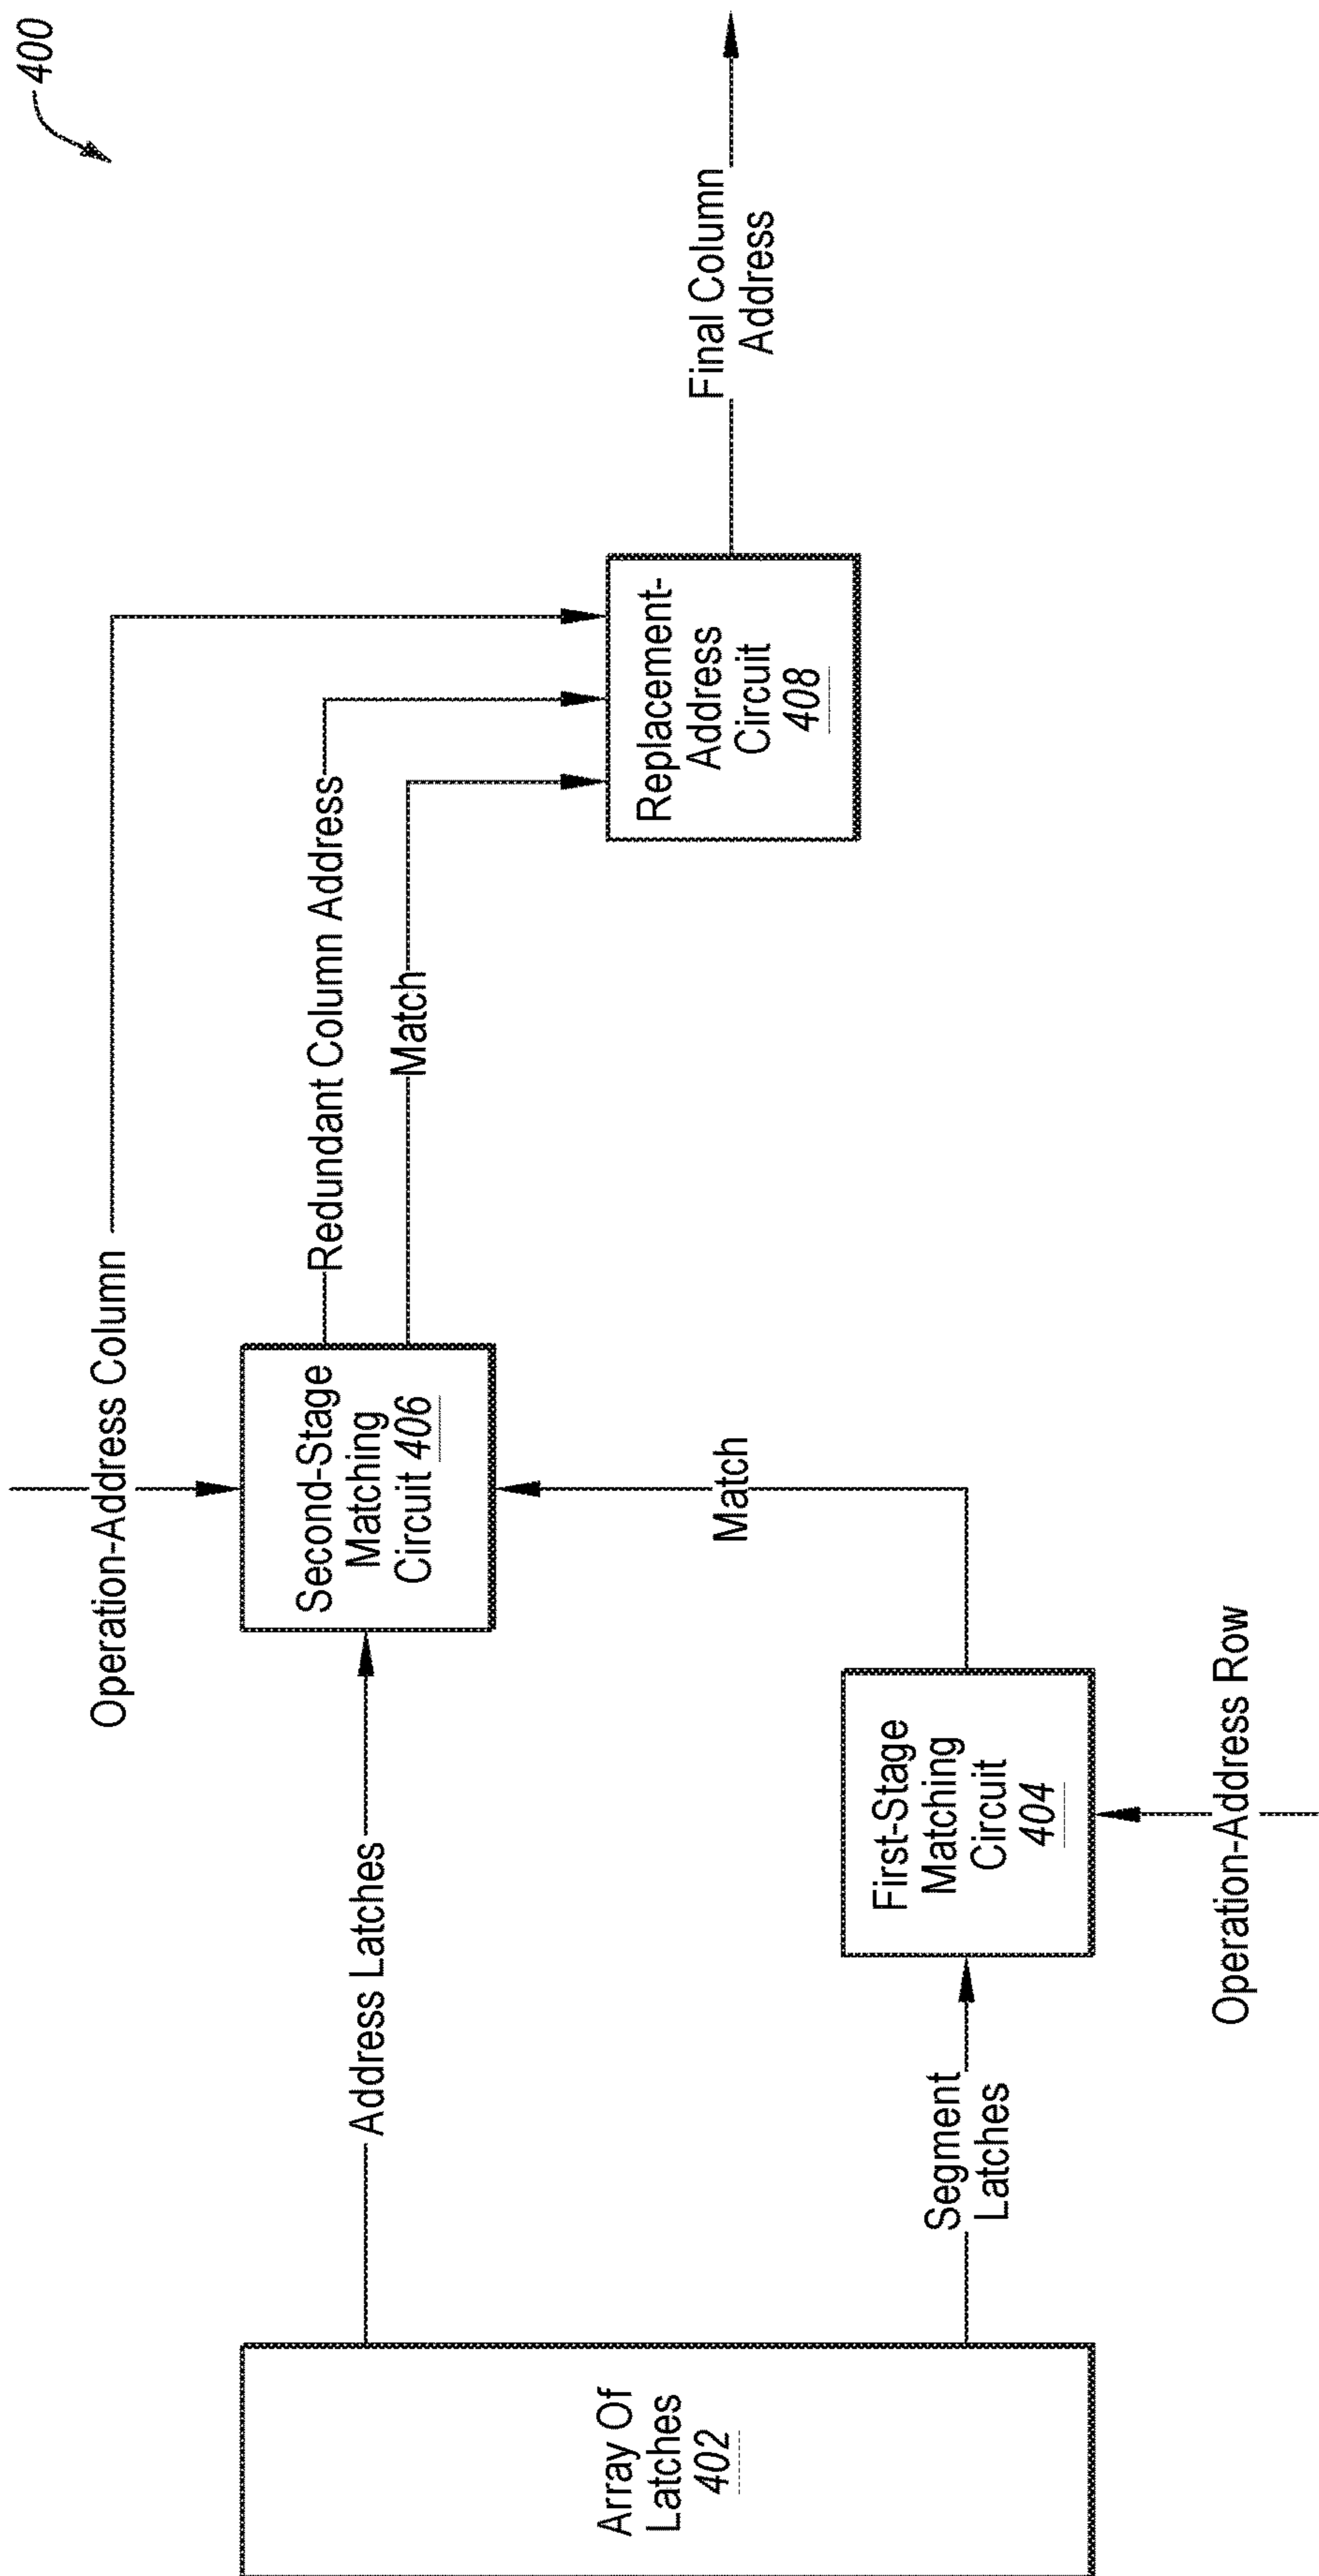 400
Operation-Address Column
Redundant Column Address
Match
Final Column
Address
Replacement-
Address
Circuit
408
Second-Stage
Matching
Circuit 406
Address Latches
Match
First-Stage
Matching
Circuit
404
Segment
Latches
Operation-Address Row
Array Of
Latches
402